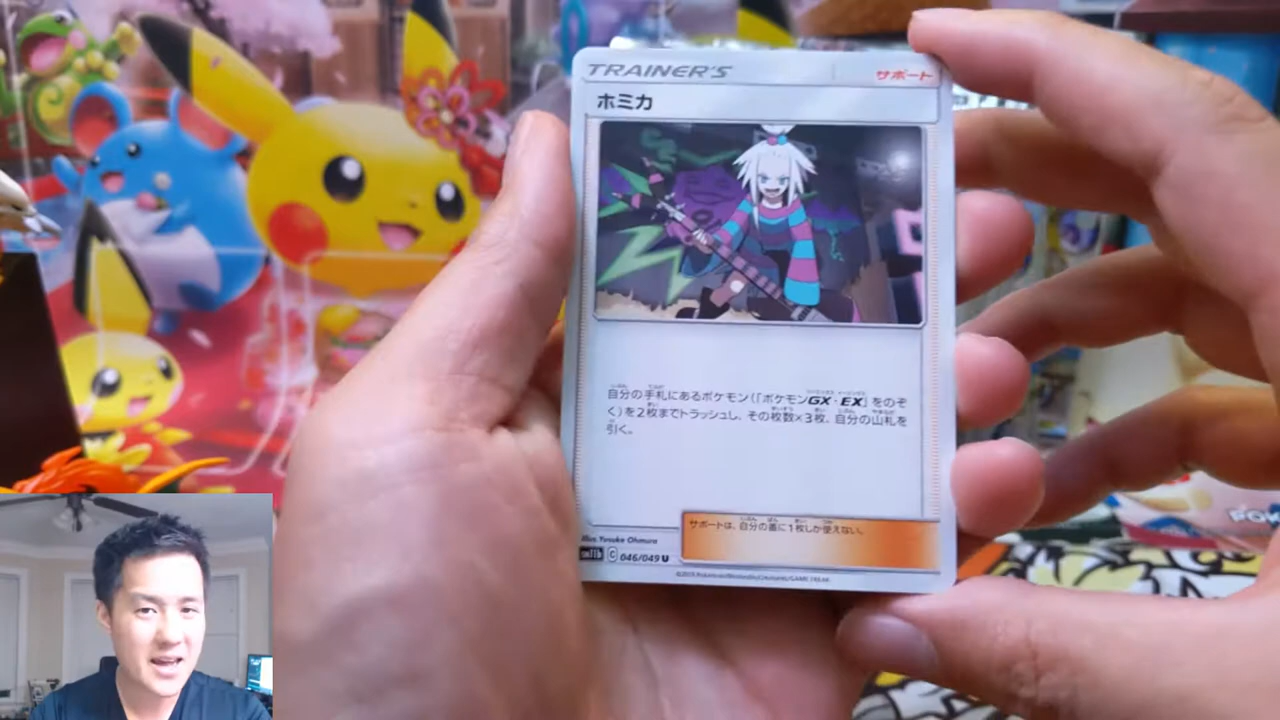 TRAINER'S
サポート
ホミカ
自分の手札にあるポケモン(「ポケモンGX・EX」をのぞ
く)を2枚までトラッシュし、その枚数×3枚、自分の山札を
引く。
サポートは、自分の番に1枚しか使えない。
Illus. Yusuke Ohmura
sm11b C 046/049 U